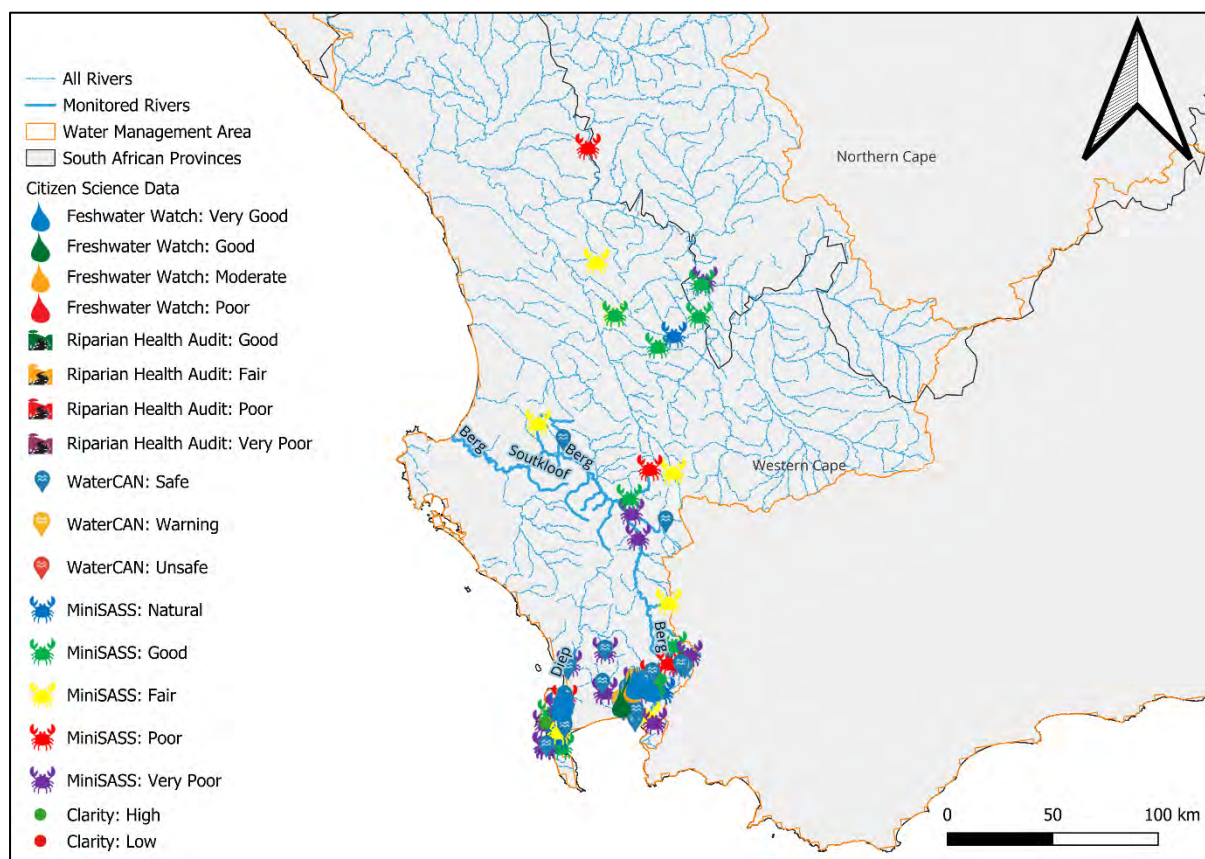 All Rivers
Monitored Rivers
Water Management Area
South African Provinces
Citizen Science Data
Feshwater Watch: Very Good
Freshwater Watch: Good
Freshwater Watch: Moderate
Freshwater Watch: Poor
Riparian Health Audit: Good
Riparian Health Audit: Fair
Riparian Health Audit: Poor
Riparian Health Audit: Very Poor
WaterCAN: Safe
WaterCAN: Warning
WaterCAN: Unsafe
MiniSASS: Natural
MiniSASS: Good
MiniSASS: Fair
MiniSASS: Poor
MiniSASS: Very Poor
Clarity: High
Clarity: Low
Northern Cape
Western Cape
Berg
Soutkloof
Berg
Berg
Diep
0 50 100 km